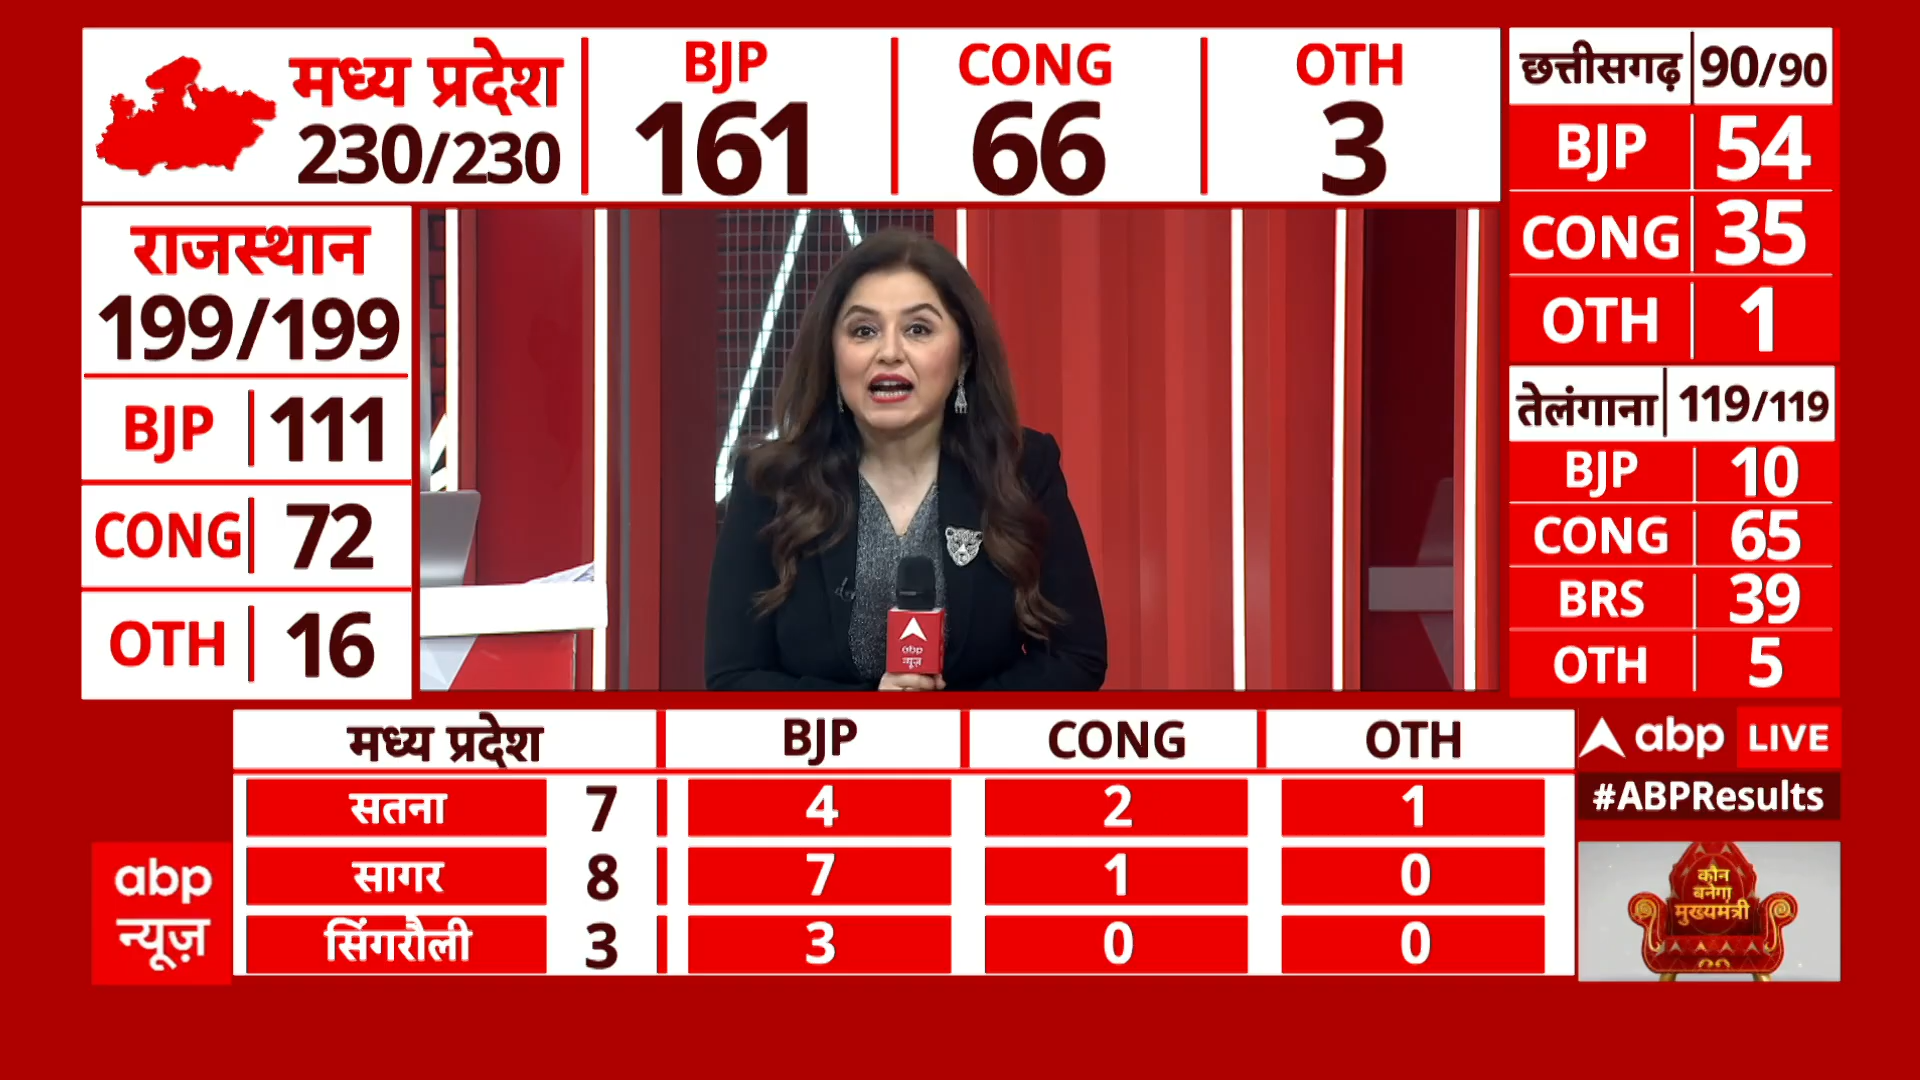 मध्य प्रदेश
230/230
BJP
161
CONG
66
OTH
3
छत्तीसगढ़ 90/90
BJP 54
CONG 35
OTH 1
राजस्थान
199/199
BJP 111
CONG 72
OTH 16
तेलंगाना 119/119
BJP 10
CONG 65
BRS 39
OTH 5
abp
न्यूज़
मध्य प्रदेश BJP CONG OTH
सतना 7 4 2 1
सागर 8 7 1 0
सिंगरौली 3 3 0 0
abp LIVE
#ABPResults
abp
न्यूज़
कौन
बनेगा
मुख्यमंत्री